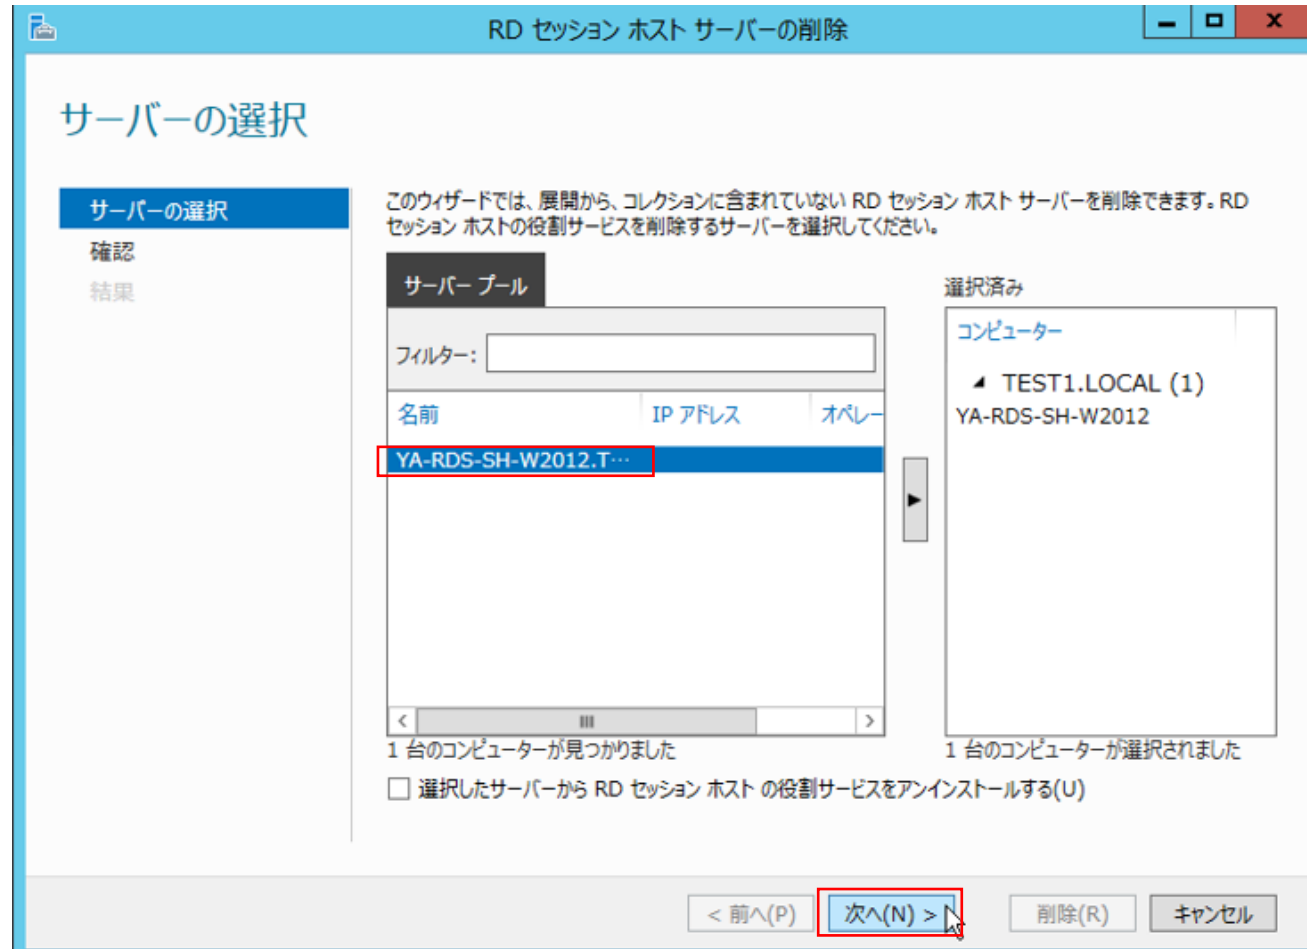 RD セッション ホスト サーバーの削除
サーバーの選択
サーバーの選択
確認
結果
このウィザードでは、展開から、コレクションに含まれていない RD セッション ホスト サーバーを削除できます。RD
セッション ホストの役割サービスを削除するサーバーを選択してください。
サーバー プール
フィルター:
名前 IP アドレス オペレー
YA-RDS-SH-W2012.T…
1 台のコンピューターが見つかりました
選択済み
コンピューター
TEST1.LOCAL (1)
YA-RDS-SH-W2012
1 台のコンピューターが選択されました
選択したサーバーから RD セッション ホスト の役割サービスをアンインストールする(U)
< 前へ(P) 次へ(N) > 削除(R) キャンセル